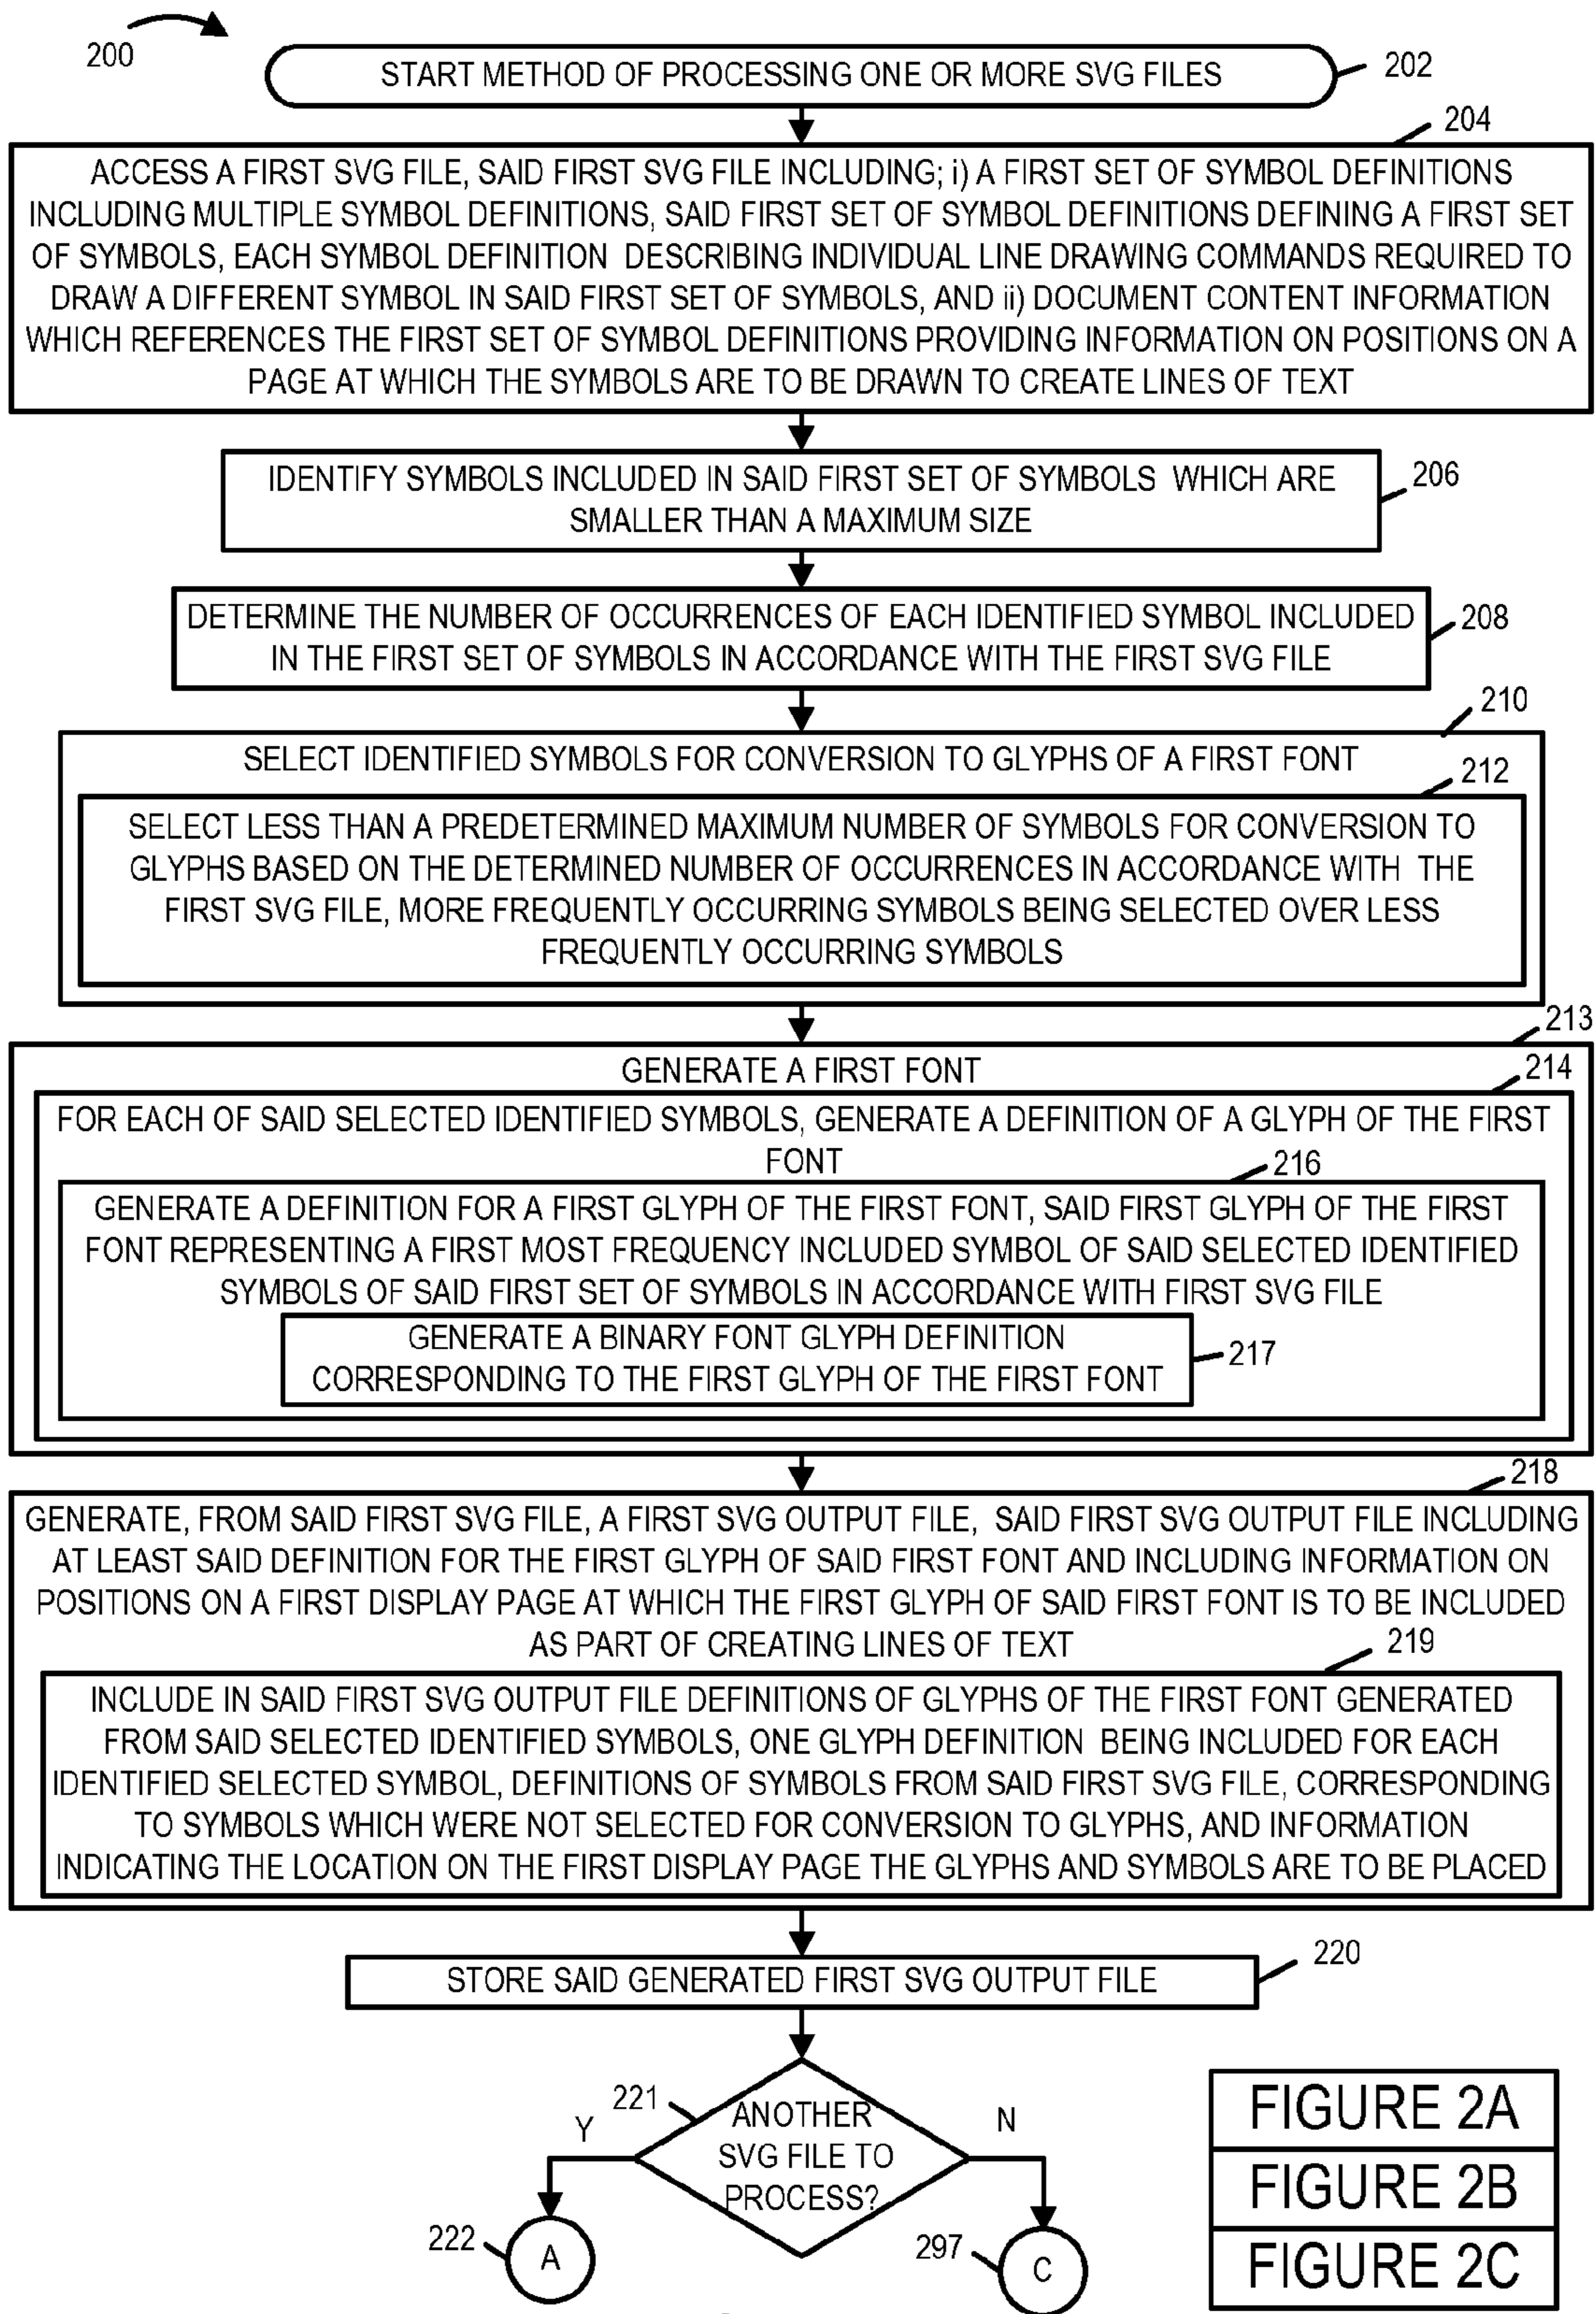 200
START METHOD OF PROCESSING ONE OR MORE SVG FILES
202
204
ACCESS A FIRST SVG FILE, SAID FIRST SVG FILE INCLUDING; i) A FIRST SET OF SYMBOL DEFINITIONS
INCLUDING MULTIPLE SYMBOL DEFINITIONS, SAID FIRST SET OF SYMBOL DEFINITIONS DEFINING A FIRST SET
OF SYMBOLS, EACH SYMBOL DEFINITION DESCRIBING INDIVIDUAL LINE DRAWING COMMANDS REQUIRED TO
DRAW A DIFFERENT SYMBOL IN SAID FIRST SET OF SYMBOLS, AND ii) DOCUMENT CONTENT INFORMATION
WHICH REFERENCES THE FIRST SET OF SYMBOL DEFINITIONS PROVIDING INFORMATION ON POSITIONS ON A
PAGE AT WHICH THE SYMBOLS ARE TO BE DRAWN TO CREATE LINES OF TEXT
IDENTIFY SYMBOLS INCLUDED IN SAID FIRST SET OF SYMBOLS WHICH ARE
SMALLER THAN A MAXIMUM SIZE
206
DETERMINE THE NUMBER OF OCCURRENCES OF EACH IDENTIFIED SYMBOL INCLUDED
IN THE FIRST SET OF SYMBOLS IN ACCORDANCE WITH THE FIRST SVG FILE
208
210
SELECT IDENTIFIED SYMBOLS FOR CONVERSION TO GLYPHS OF A FIRST FONT
212
SELECT LESS THAN A PREDETERMINED MAXIMUM NUMBER OF SYMBOLS FOR CONVERSION TO
GLYPHS BASED ON THE DETERMINED NUMBER OF OCCURRENCES IN ACCORDANCE WITH THE
FIRST SVG FILE, MORE FREQUENTLY OCCURRING SYMBOLS BEING SELECTED OVER LESS
FREQUENTLY OCCURRING SYMBOLS
213
GENERATE A FIRST FONT
214
FOR EACH OF SAID SELECTED IDENTIFIED SYMBOLS, GENERATE A DEFINITION OF A GLYPH OF THE FIRST
FONT
216
GENERATE A DEFINITION FOR A FIRST GLYPH OF THE FIRST FONT, SAID FIRST GLYPH OF THE FIRST
FONT REPRESENTING A FIRST MOST FREQUENCY INCLUDED SYMBOL OF SAID SELECTED IDENTIFIED
SYMBOLS OF SAID FIRST SET OF SYMBOLS IN ACCORDANCE WITH FIRST SVG FILE
GENERATE A BINARY FONT GLYPH DEFINITION
CORRESPONDING TO THE FIRST GLYPH OF THE FIRST FONT
217
218
GENERATE, FROM SAID FIRST SVG FILE, A FIRST SVG OUTPUT FILE, SAID FIRST SVG OUTPUT FILE INCLUDING
AT LEAST SAID DEFINITION FOR THE FIRST GLYPH OF SAID FIRST FONT AND INCLUDING INFORMATION ON
POSITIONS ON A FIRST DISPLAY PAGE AT WHICH THE FIRST GLYPH OF SAID FIRST FONT IS TO BE INCLUDED
AS PART OF CREATING LINES OF TEXT
219
INCLUDE IN SAID FIRST SVG OUTPUT FILE DEFINITIONS OF GLYPHS OF THE FIRST FONT GENERATED
FROM SAID SELECTED IDENTIFIED SYMBOLS, ONE GLYPH DEFINITION BEING INCLUDED FOR EACH
IDENTIFIED SELECTED SYMBOL, DEFINITIONS OF SYMBOLS FROM SAID FIRST SVG FILE, CORRESPONDING
TO SYMBOLS WHICH WERE NOT SELECTED FOR CONVERSION TO GLYPHS, AND INFORMATION
INDICATING THE LOCATION ON THE FIRST DISPLAY PAGE THE GLYPHS AND SYMBOLS ARE TO BE PLACED
STORE SAID GENERATED FIRST SVG OUTPUT FILE
220
221
ANOTHER
SVG FILE TO
PROCESS?
Y
N
222
A
297
C
FIGURE 2A
FIGURE 2B
FIGURE 2C